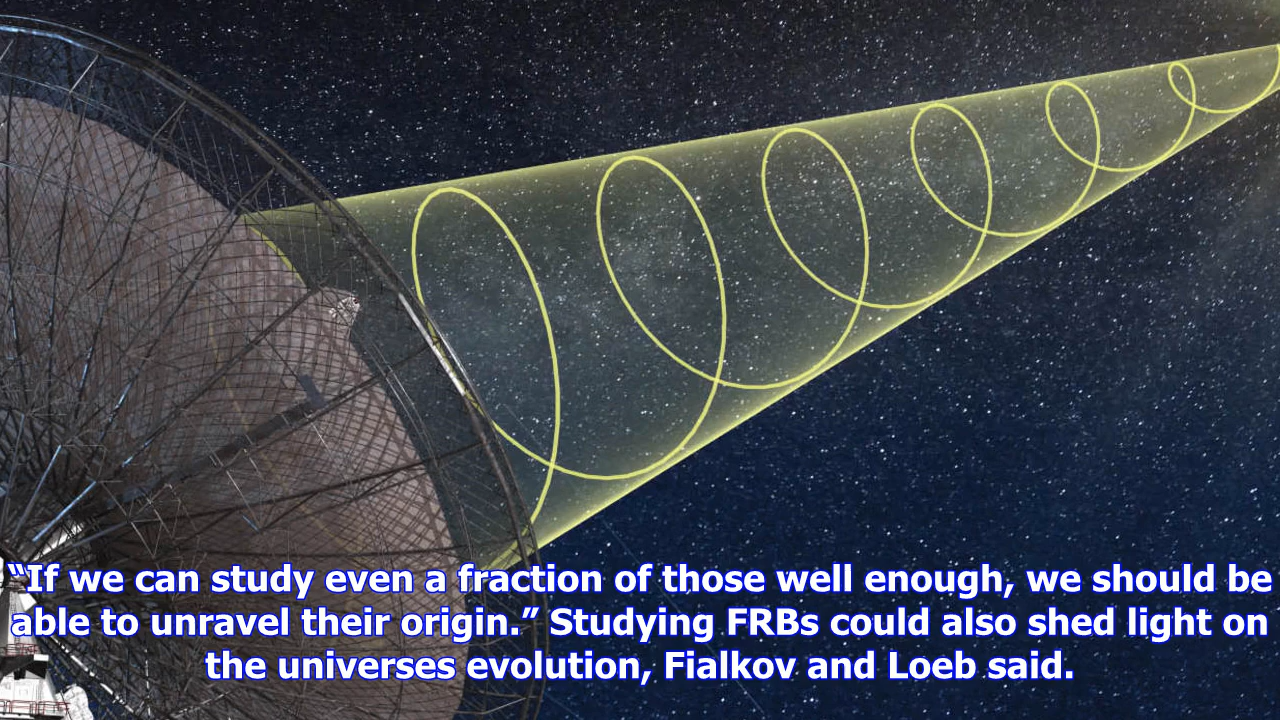 “If we can study even a fraction of those well enough, we should be
able to unravel their origin.” Studying FRBs could also shed light on
the universes evolution, Fialkov and Loeb said.